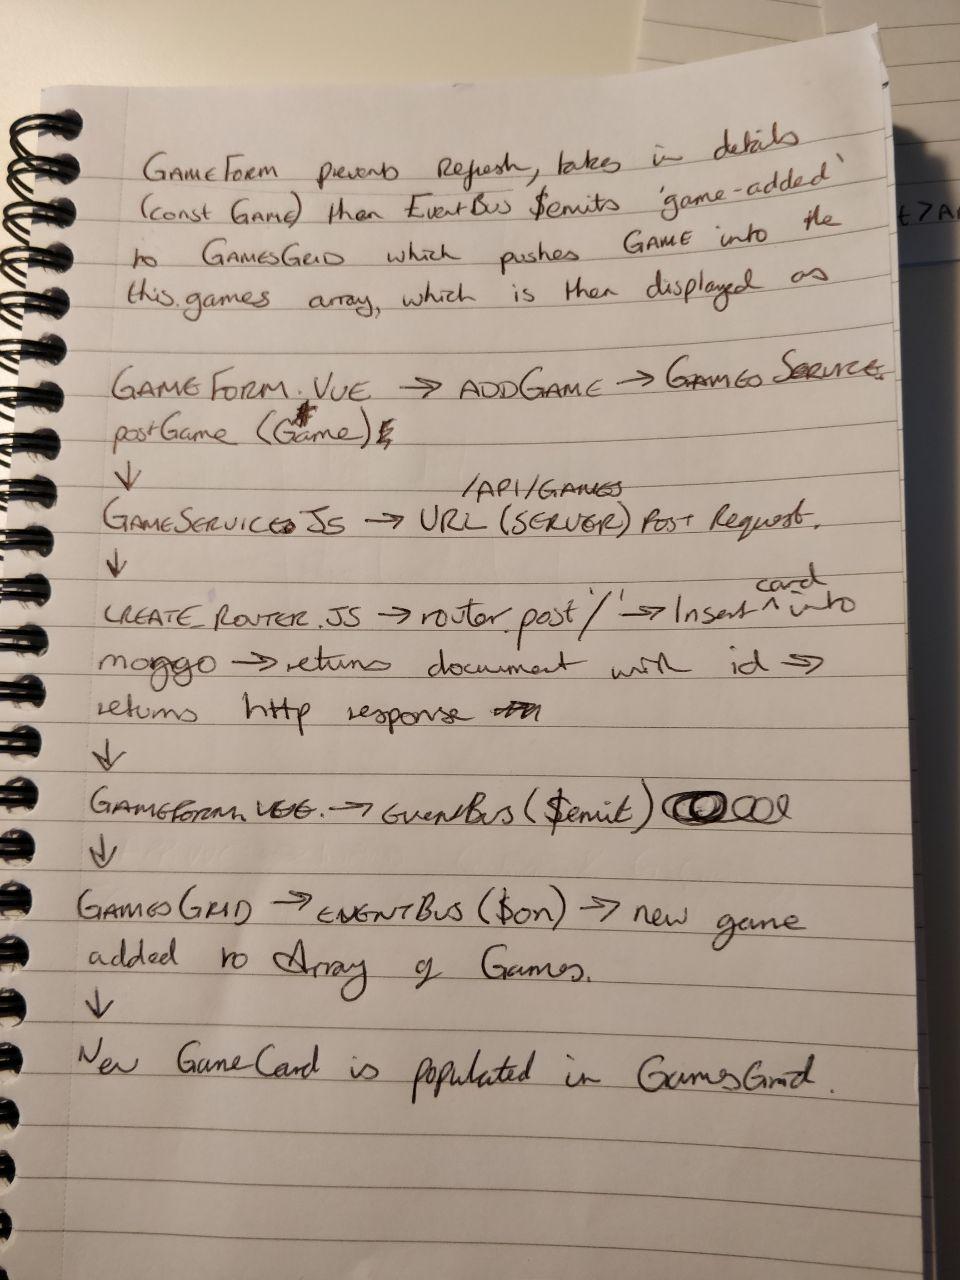 GAMEFORM prevents Refresh, takes in details
(const GAME) then EventBus $emits 'game-added'
to GAMESGRID which pushes GAME into the
this.games array, which is then displayed as
GAMEFORM.VUE → ADDGAME → GAMES SERVICE.
postGame (Game)
↓
/API/GAMES
GAMESERVICES JS → URL (SERVER) POST Request.
↓
card
CREATE_ROUTER.JS → router.post '/' → Insert ^ into
monggo → returns document with id →
returns http response
↓
GAMEFORM.VUE. → EVENTBUS ($emit)
↓
GAMESGRID → EVENTBUS ($on) → new game
added to Array of Games.
↓
New GameCard is populated in GamesGrid.